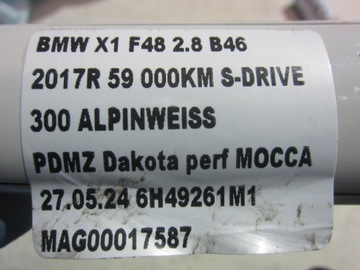 BMW X1 F48 2.8 B46
2017R 59 000KM S-DRIVE
300 ALPINWEISS
PDMZ Dakota perf MOCCA
27.05.24 6H49261M1
MAG00017587